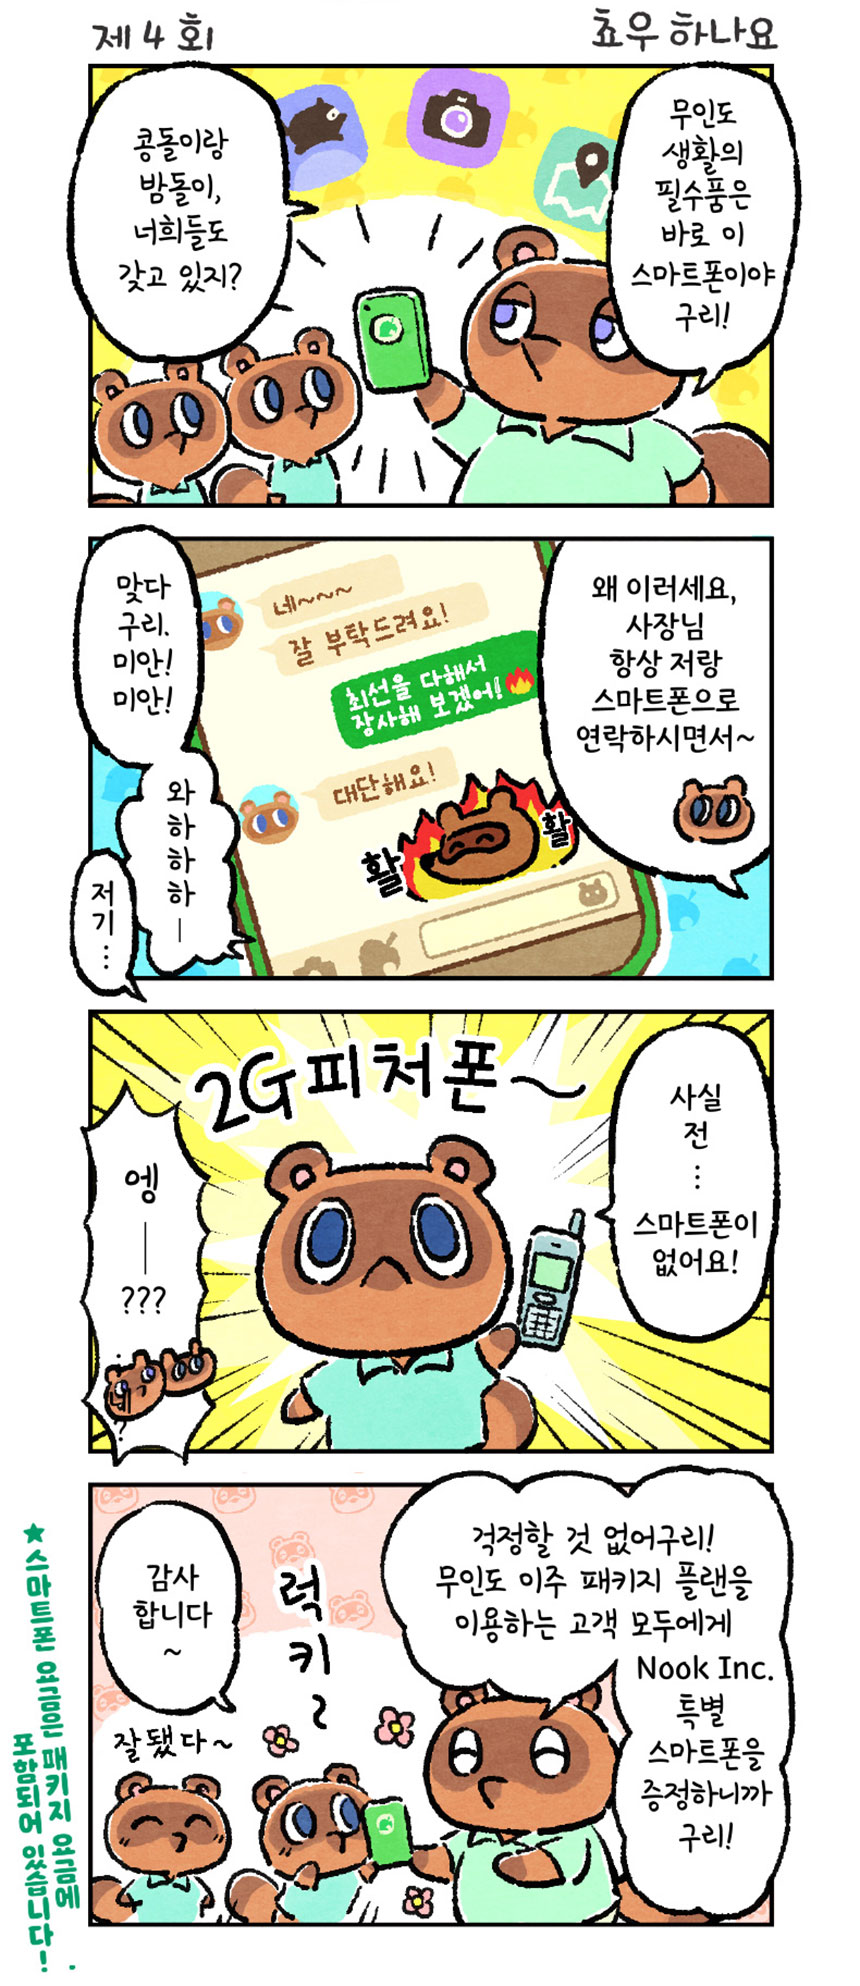 제 4 회
쵸우 하나요
무인도
생활의
필수품은
바로 이
스마트폰이야
구리!
콩돌이랑
밤돌이,
너희들도
갖고 있지?
왜 이러세요,
사장님
항상 저랑
스마트폰으로
연락하시면서~
네~~~
잘 부탁드려요!
최선을 다해서
장사해 보겠어!
대단해요!
활
활
맞다
구리.
미안!
미안!
와하하하ㅡ
저기…
사실
전
…
스마트폰이
없어요!
2G피처폰~
엥
ㅡ
???
네?
걱정할 것 없어구리!
무인도 이주 패키지 플랜을
이용하는 고객 모두에게
Nook Inc.
특별
스마트폰을
증정하니까
구리!
럭키~
감사
합니다
~
잘됐다~
★스마트폰 요금은 패키지 요금에
포함되어 있습니다!